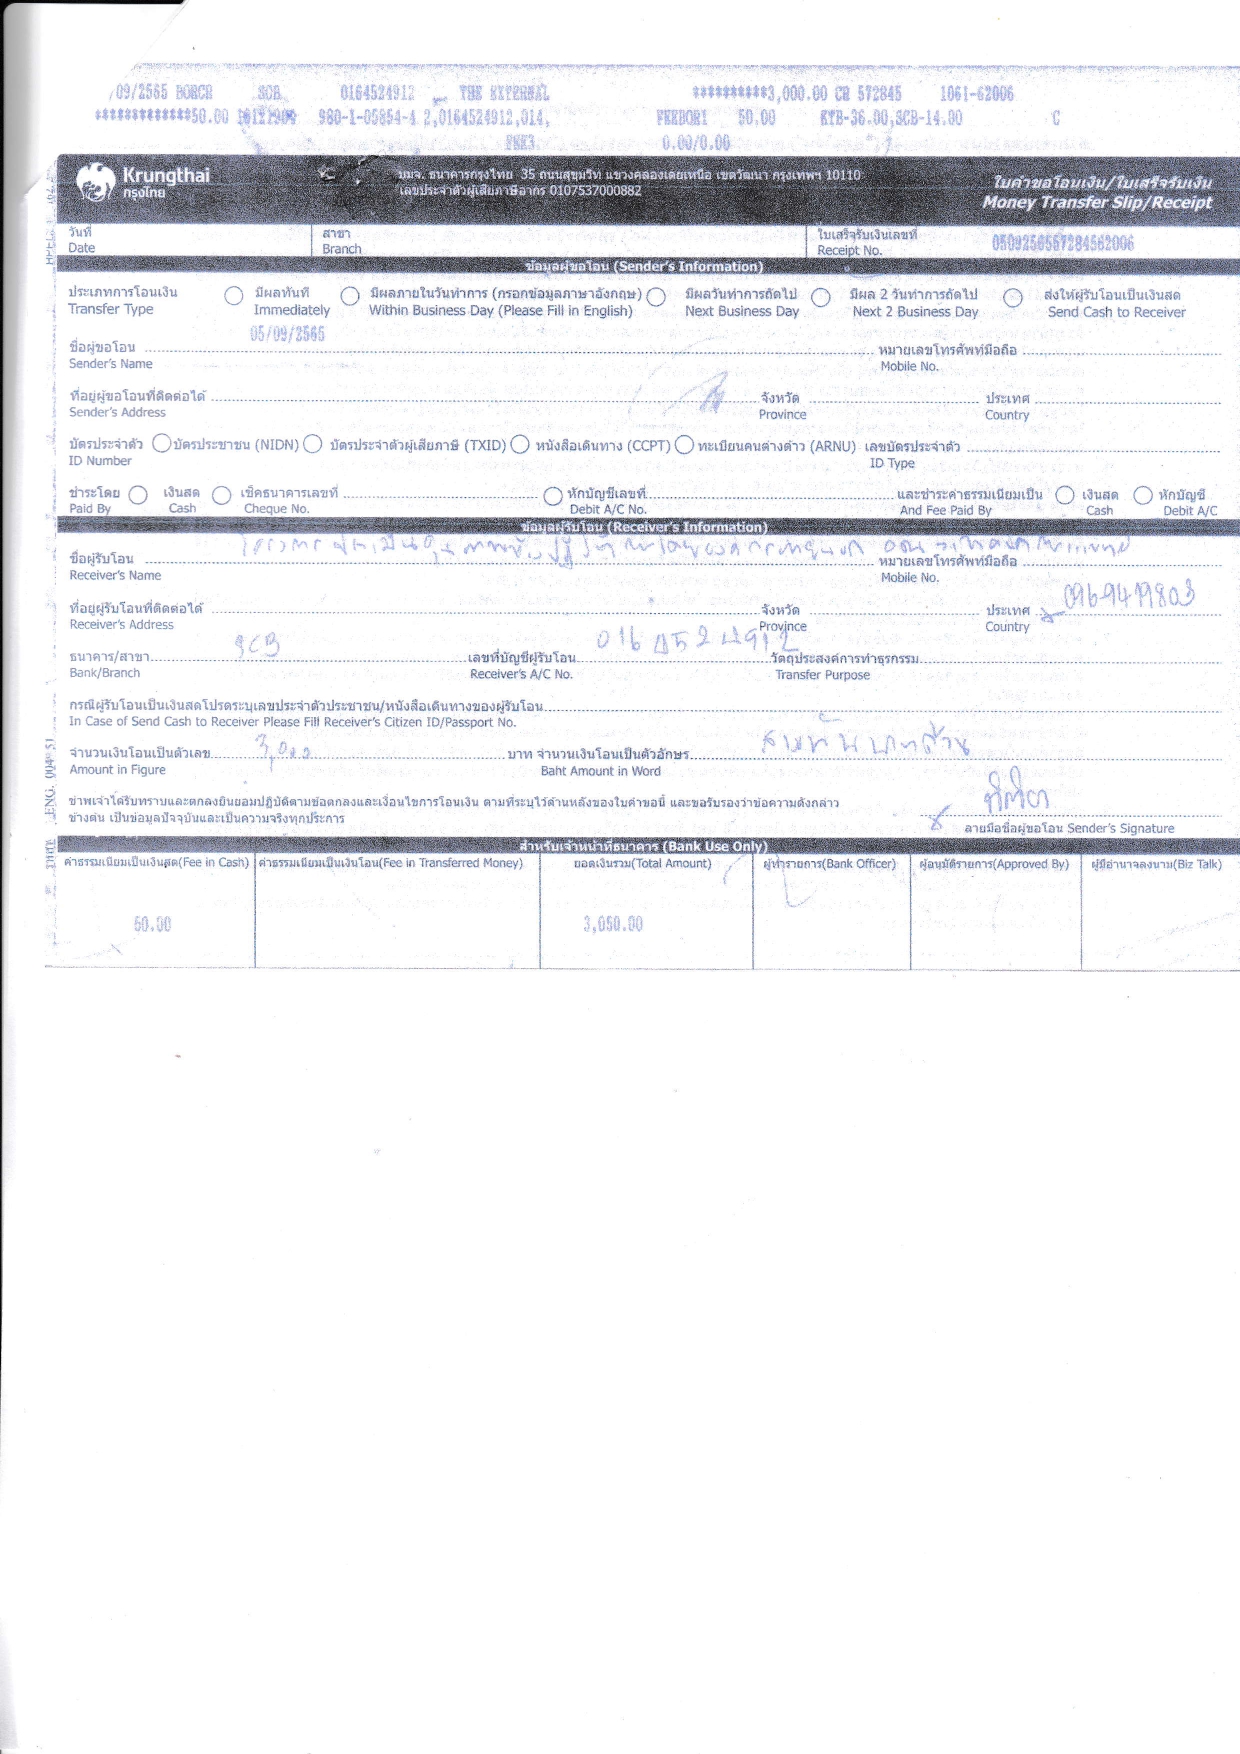 /09/2565 BORCR SCB 0164524912 THE EXTERNAL **********3,000.00 CR 572845 1061-62006
*************50.00 980-1-05854-4 2,0164524912,014, FEEBOR1 50.00 KTB-36.00,SCB-14.00 C
0.00/0.00
Krungthai
กรุงไทย
บมจ. ธนาคารกรุงไทย 35 ถนนสุขุมวิท แขวงคลองเตยเหนือ เขตวัฒนา กรุงเทพฯ 10110
เลขประจำตัวผู้เสียภาษีอากร 0107537000882
ใบคำขอโอนเงิน/ใบเสร็จรับเงิน
Money Transfer Slip/Receipt
วันที่ สาขา ใบเสร็จรับเงินเลขที่
Date Branch Receipt No.
ข้อมูลผู้ขอโอน (Sender's Information)
ประเภทการโอนเงิน มีผลทันที มีผลภายในวันทำการ (กรอกข้อมูลภาษาอังกฤษ) มีผลวันทำการถัดไป มีผล 2 วันทำการถัดไป ส่งให้ผู้รับโอนเป็นเงินสด
Transfer Type Immediately Within Business Day (Please Fill in English) Next Business Day Next 2 Business Day Send Cash to Receiver
05/09/2565
ชื่อผู้ขอโอน หมายเลขโทรศัพท์มือถือ
Sender's Name Mobile No.
ที่อยู่ผู้ขอโอนที่ติดต่อได้ จังหวัด ประเทศ
Sender's Address Province Country
บัตรประจำตัว บัตรประชาชน (NIDN) บัตรประจำตัวผู้เสียภาษี (TXID) หนังสือเดินทาง (CCPT) ทะเบียนคนต่างด้าว (ARNU) เลขบัตรประจำตัว
ID Number ID Type
ชำระโดย เงินสด เช็คธนาคารเลขที่ หักบัญชีเลขที่ และชำระค่าธรรมเนียมเป็น เงินสด หักบัญชี
Paid By Cash Cheque No. Debit A/C No. And Fee Paid By Cash Debit A/C
ข้อมูลผู้รับโอน (Receiver's Information)
ชื่อผู้รับโอน หมายเลขโทรศัพท์มือถือ
Receiver's Name Mobile No.
ที่อยู่ผู้รับโอนที่ติดต่อได้ จังหวัด ประเทศ 0969419803
Receiver's Address Province Country
ธนาคาร/สาขา SCB เลขที่บัญชีผู้รับโอน 0164524912 วัตถุประสงค์การทำธุรกรรม
Bank/Branch Receiver's A/C No. Transfer Purpose
กรณีผู้รับโอนเป็นเงินสดโปรดระบุเลขประจำตัวประชาชน/หนังสือเดินทางของผู้รับโอน
In Case of Send Cash to Receiver Please Fill Receiver's Citizen ID/Passport No.
จำนวนเงินโอนเป็นตัวเลข 3,000 บาท จำนวนเงินโอนเป็นตัวอักษร สามพันบาทถ้วน
Amount in Figure Baht Amount in Word
ข้าพเจ้าได้รับทราบและตกลงยินยอมปฏิบัติตามข้อตกลงและเงื่อนไขการโอนเงิน ตามที่ระบุไว้ด้านหลังของใบคำขอนี้ และขอรับรองว่าข้อความดังกล่าว
ข้างต้น เป็นข้อมูลปัจจุบันและเป็นความจริงทุกประการ
ลายมือชื่อผู้ขอโอน Sender's Signature
สำหรับเจ้าหน้าที่ธนาคาร (Bank Use Only)
ค่าธรรมเนียมเป็นเงินสด(Fee in Cash) ค่าธรรมเนียมเป็นเงินโอน(Fee in Transferred Money) ยอดเงินรวม(Total Amount) ผู้ทำรายการ(Bank Officer) ผู้อนุมัติรายการ(Approved By) ผู้มีอำนาจลงนาม(Biz Talk)
50.00 3,050.00